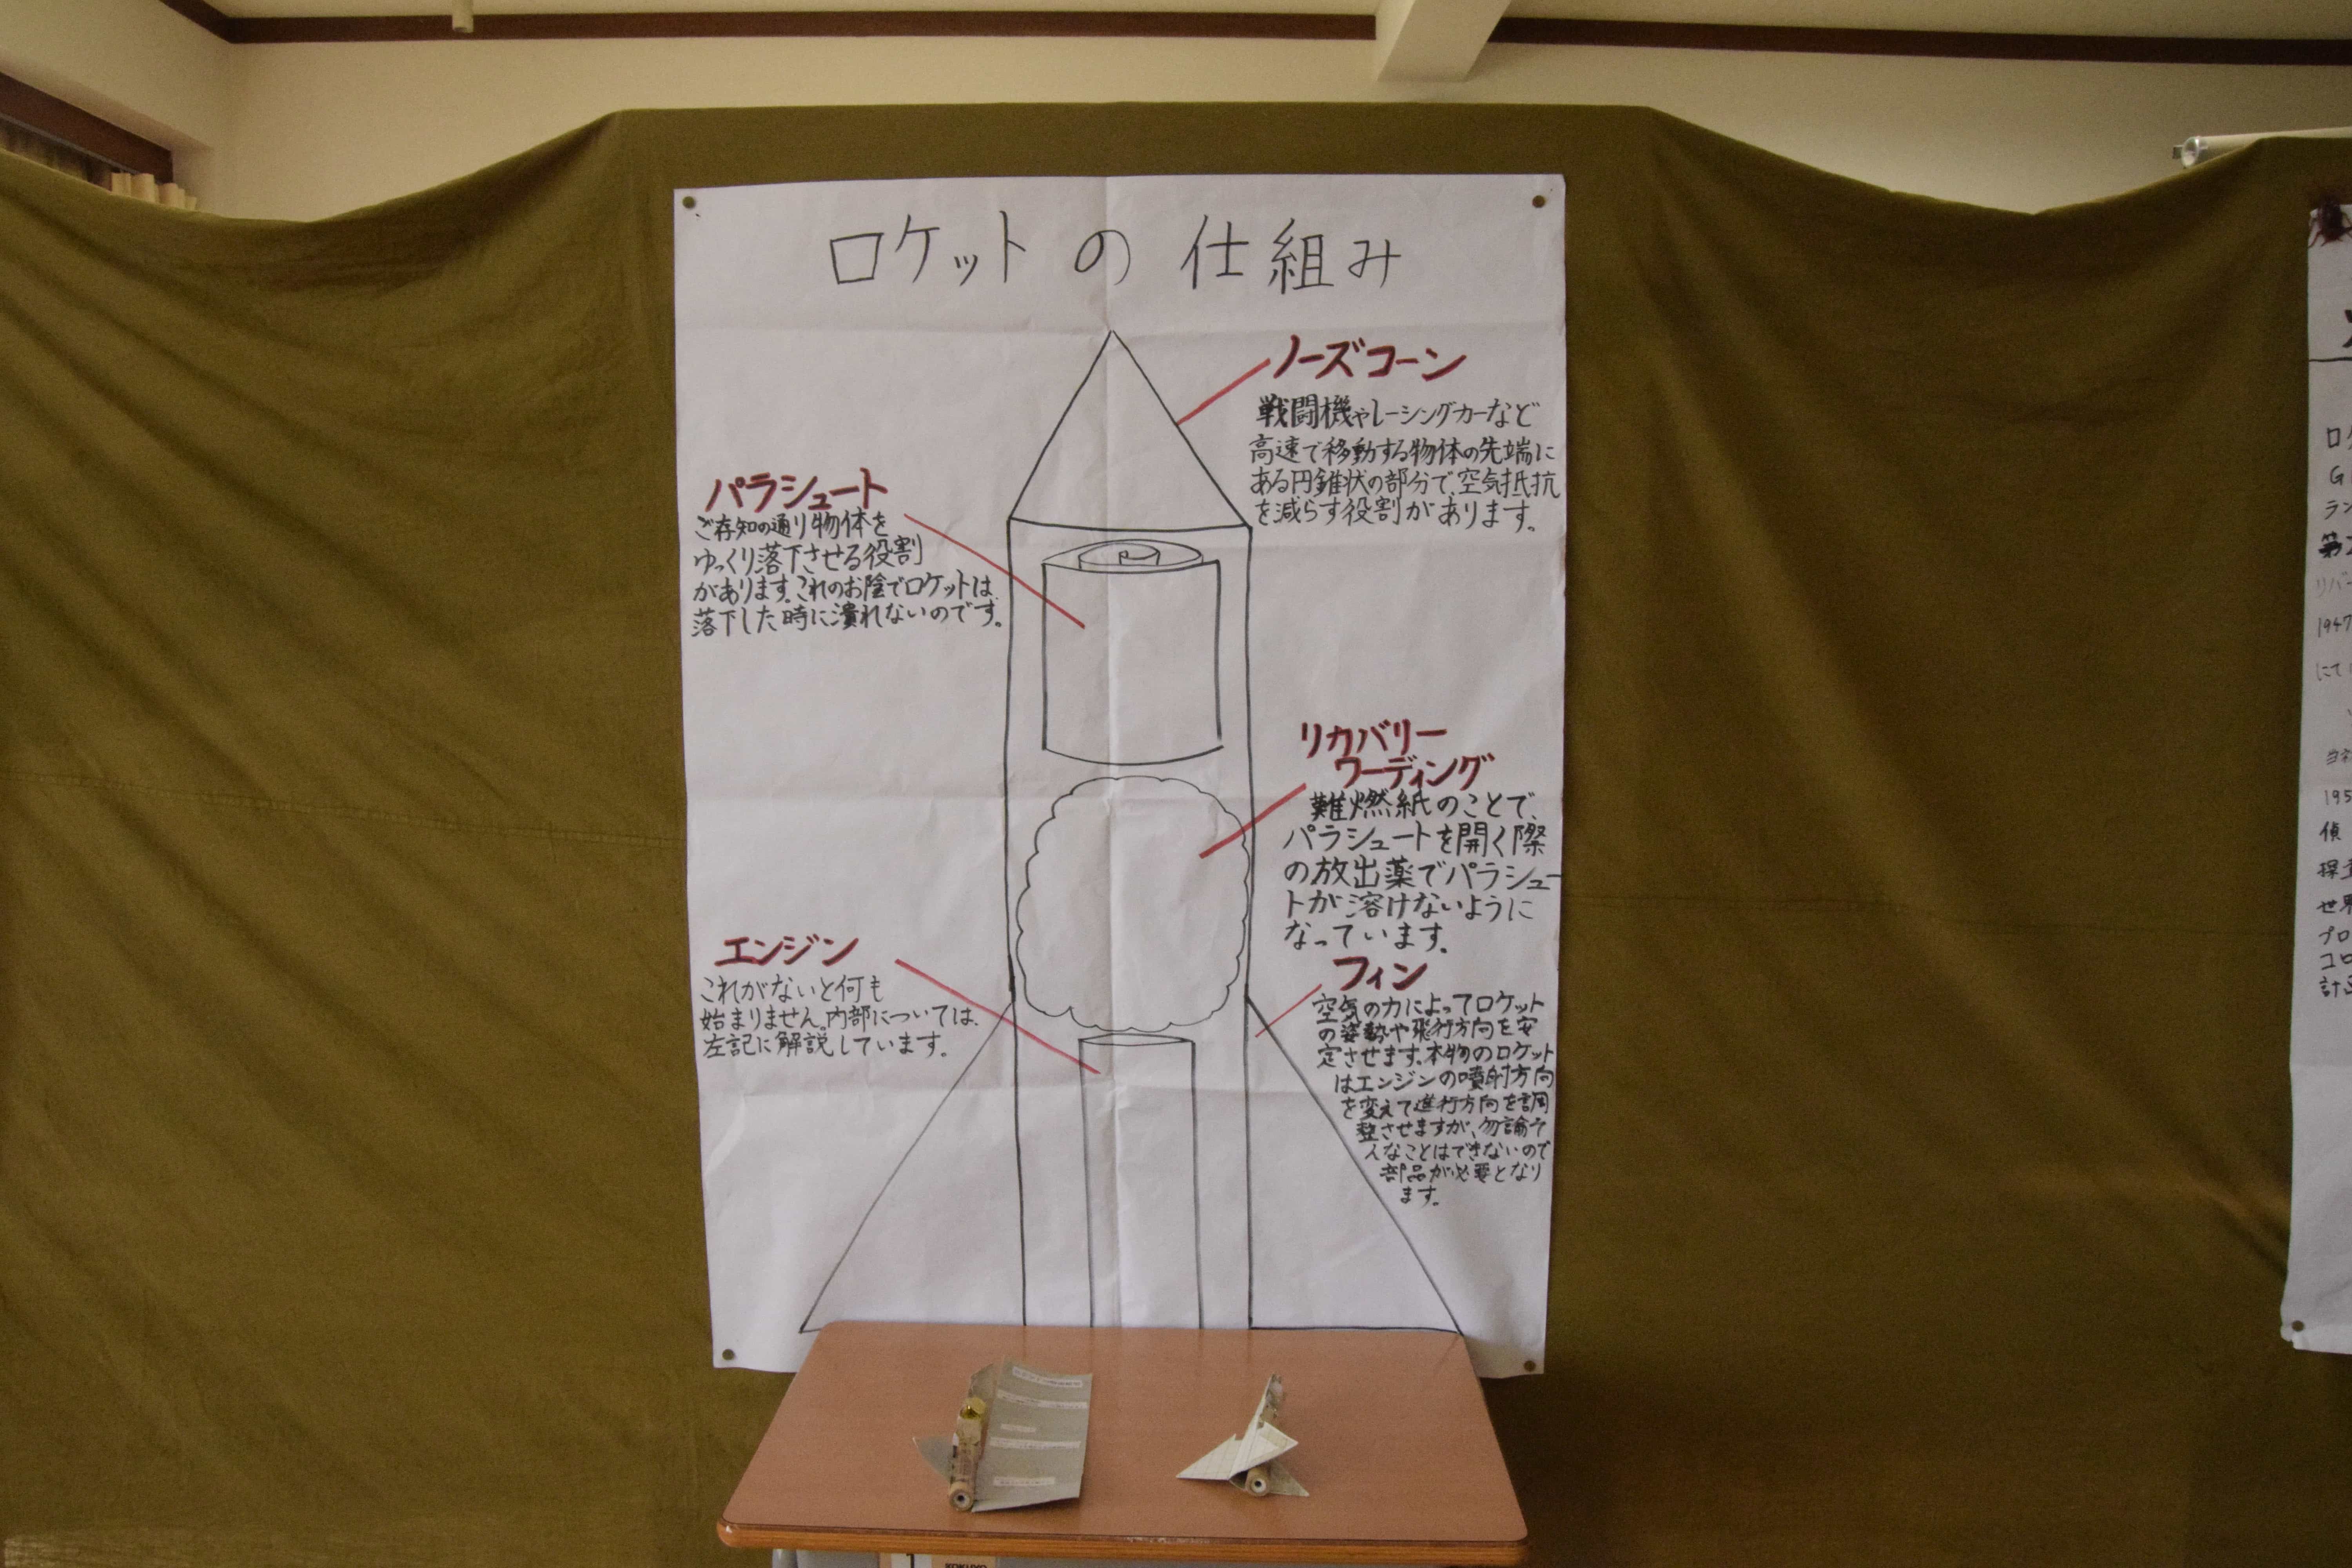 ロケットの仕組み
ノーズコーン
戦闘機やレーシングカーなど
高速で移動する物体の先端に
ある円錐状の部分で、空気抵抗
を減らす役割があります。
パラシュート
ご存知の通り物体を
ゆっくり落下させる役割
があります。これのお陰でロケットは
落下した時に潰れないのです。
リカバリー
ワーディング
難燃紙のことで、
パラシュートを開く際
の放出薬でパラシュー
トが溶けないように
なっています。
エンジン
これがないと何も
始まりません。内部については、
左記に解説しています。
フィン
空気の力によってロケット
の姿勢や飛行方向を安
定させます。本物のロケット
はエンジンの噴射方向
を変えて進行方向を調
整させますが、勿論そ
んなことはできないので
部品が必要となり
ます。
1947
にて
195
偵
世界
プロ
コロ
計画
KOKUYO